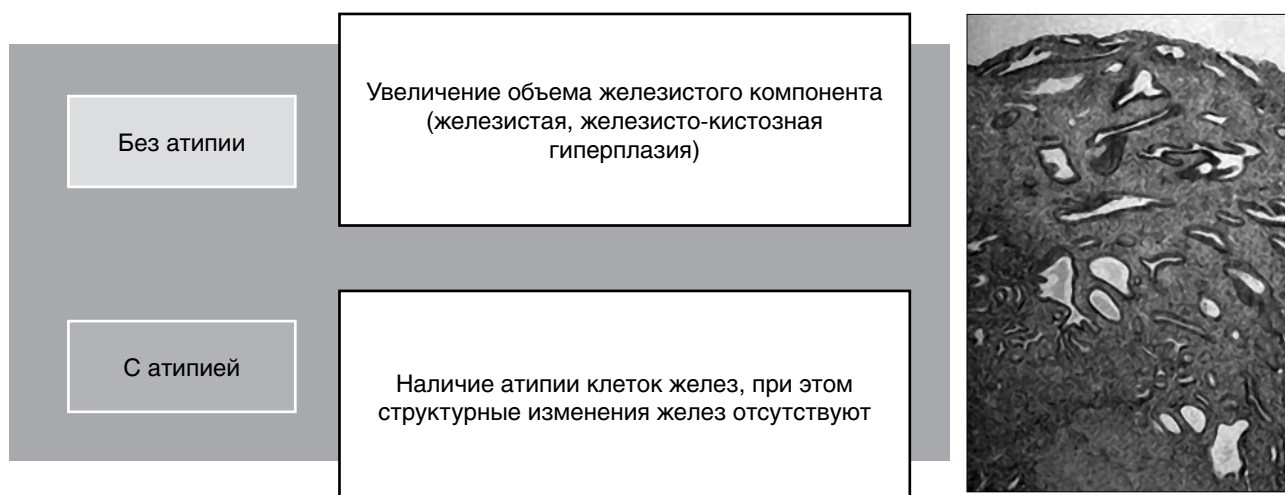 Без атипии
Увеличение объема железистого компонента
(железистая, железисто-кистозная
гиперплазия)
С атипией
Наличие атипии клеток желез, при этом
структурные изменения желез отсутствуют